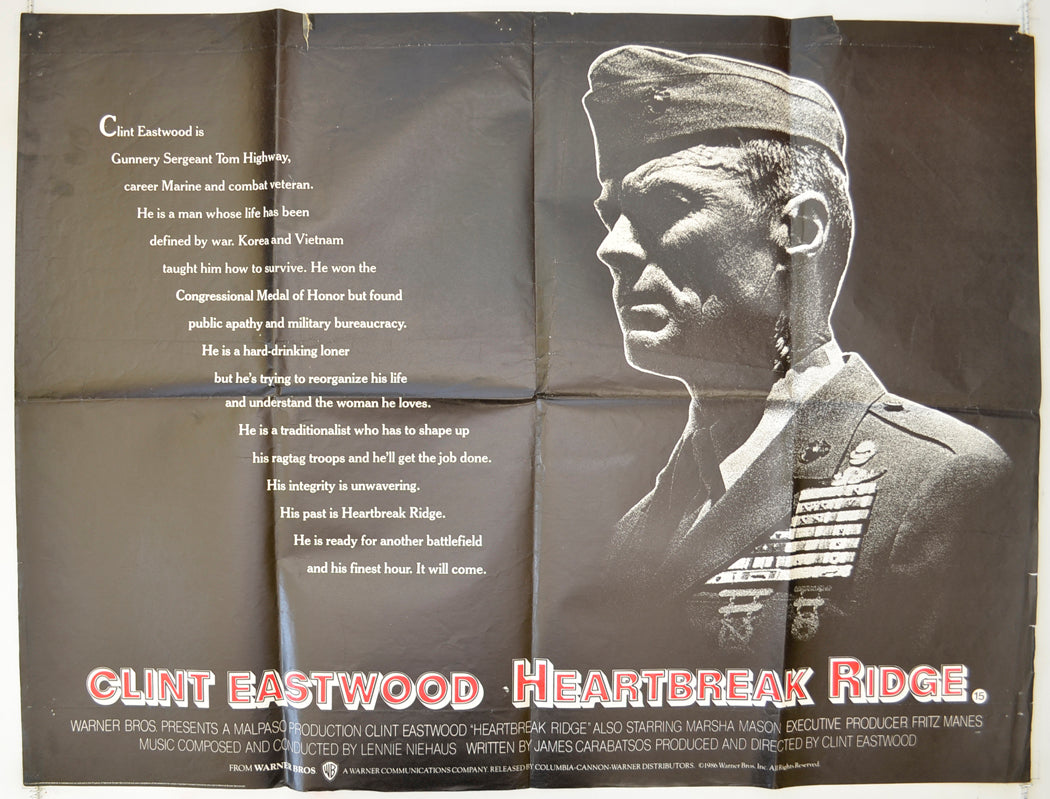 Clint Eastwood is
Gunnery Sergeant Tom Highway,
career Marine and combat veteran.
He is a man whose life has been
defined by war. Korea and Vietnam
taught him how to survive. He won the
Congressional Medal of Honor but found
public apathy and military bureaucracy.
He is a hard-drinking loner
but he's trying to reorganize his life
and understand the woman he loves.
He is a traditionalist who has to shape up
his ragtag troops and he'll get the job done.
His integrity is unwavering.
His past is Heartbreak Ridge.
He is ready for another battlefield
and his finest hour. It will come.
CLINT EASTWOOD HEARTBREAK RIDGE 15
WARNER BROS. PRESENTS A MALPASO PRODUCTION CLINT EASTWOOD "HEARTBREAK RIDGE" ALSO STARRING MARSHA MASON EXECUTIVE PRODUCER FRITZ MANES
MUSIC COMPOSED AND CONDUCTED BY LENNIE NIEHAUS WRITTEN BY JAMES CARABATSOS PRODUCED AND DIRECTED BY CLINT EASTWOOD
FROM WARNER BROS. WB A WARNER COMMUNICATIONS COMPANY. RELEASED BY COLUMBIA-CANNON-WARNER DISTRIBUTORS. ©1986 Warner Bros. Inc. All Rights Reserved.